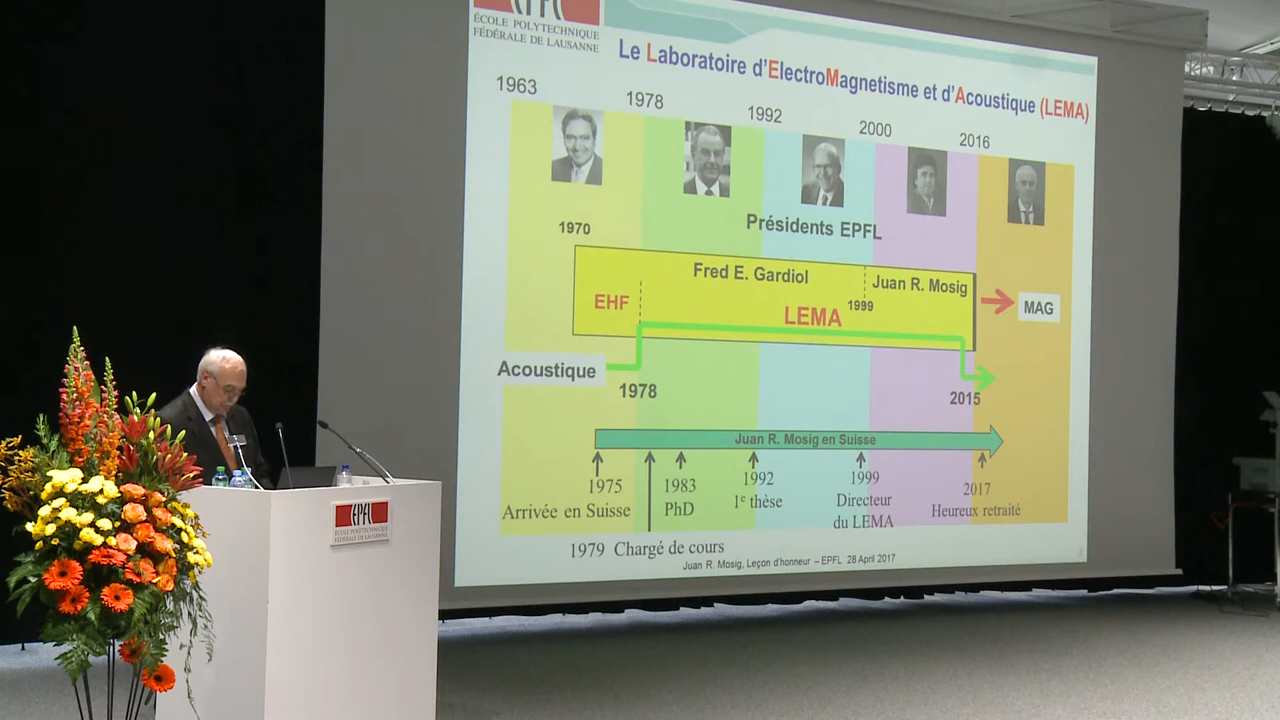 EPFL
ÉCOLE POLYTECHNIQUE
FÉDÉRALE DE LAUSANNE
Le Laboratoire d'ElectroMagnetisme et d'Acoustique (LEMA)
1963
1978
1992
2000
2016
Présidents EPFL
1970
Fred E. Gardiol
Juan R. Mosig
EHF
LEMA
1999
MAG
Acoustique
1978
2015
Juan R. Mosig en Suisse
1975
Arrivée en Suisse
1983
PhD
1992
1e thèse
1999
Directeur
du LEMA
2017
Heureux retraité
1979 Chargé de cours
Juan R. Mosig, Leçon d'honneur – EPFL 28 April 2017
EPFL
ÉCOLE POLYTECHNIQUE
FÉDÉRALE DE LAUSANNE